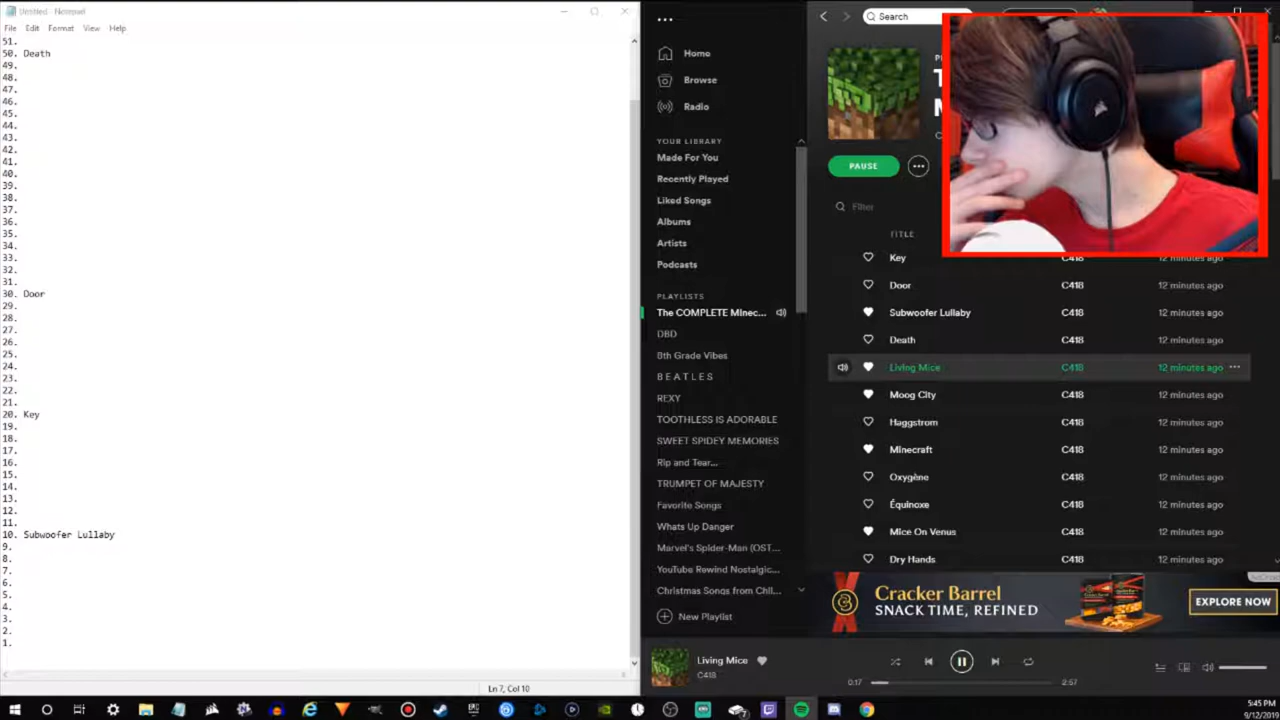 Untitled - Notepad
File Edit Format View Help
51.
50. Death
49.
48.
47.
46.
45.
44.
43.
42.
41.
40.
39.
38.
37.
36.
35.
34.
33.
32.
31.
30. Door
29.
28.
27.
26.
25.
24.
23.
22.
21.
20. Key
19.
18.
17.
16.
15.
14.
13.
12.
11.
10. Subwoofer Lullaby
9.
8.
7.
6.
5.
4.
3.
2.
1.
Ln 7, Col 10
Search
Home
Browse
Radio
YOUR LIBRARY
Made For You
Recently Played
Liked Songs
Albums
Artists
Podcasts
PLAYLISTS
The COMPLETE Minec...
DBD
8th Grade Vibes
B E A T L E S
REXY
TOOTHLESS IS ADORABLE
SWEET SPIDEY MEMORIES
Rip and Tear...
TRUMPET OF MAJESTY
Favorite Songs
Whats Up Danger
Marvel's Spider-Man (OST...
YouTube Rewind Nostalgic...
Christmas Songs from Chil...
New Playlist
PAUSE
Filter
TITLE
Key C418 12 minutes ago
Door C418 12 minutes ago
Subwoofer Lullaby C418 12 minutes ago
Death C418 12 minutes ago
Living Mice C418 12 minutes ago
Moog City C418 12 minutes ago
Haggstrom C418 12 minutes ago
Minecraft C418 12 minutes ago
Oxygène C418 12 minutes ago
Équinoxe C418 12 minutes ago
Mice On Venus C418 12 minutes ago
Dry Hands C418 12 minutes ago
Cracker Barrel
SNACK TIME, REFINED
EXPLORE NOW
Living Mice
C418
0:17
2:57
5:45 PM
9/12/2019